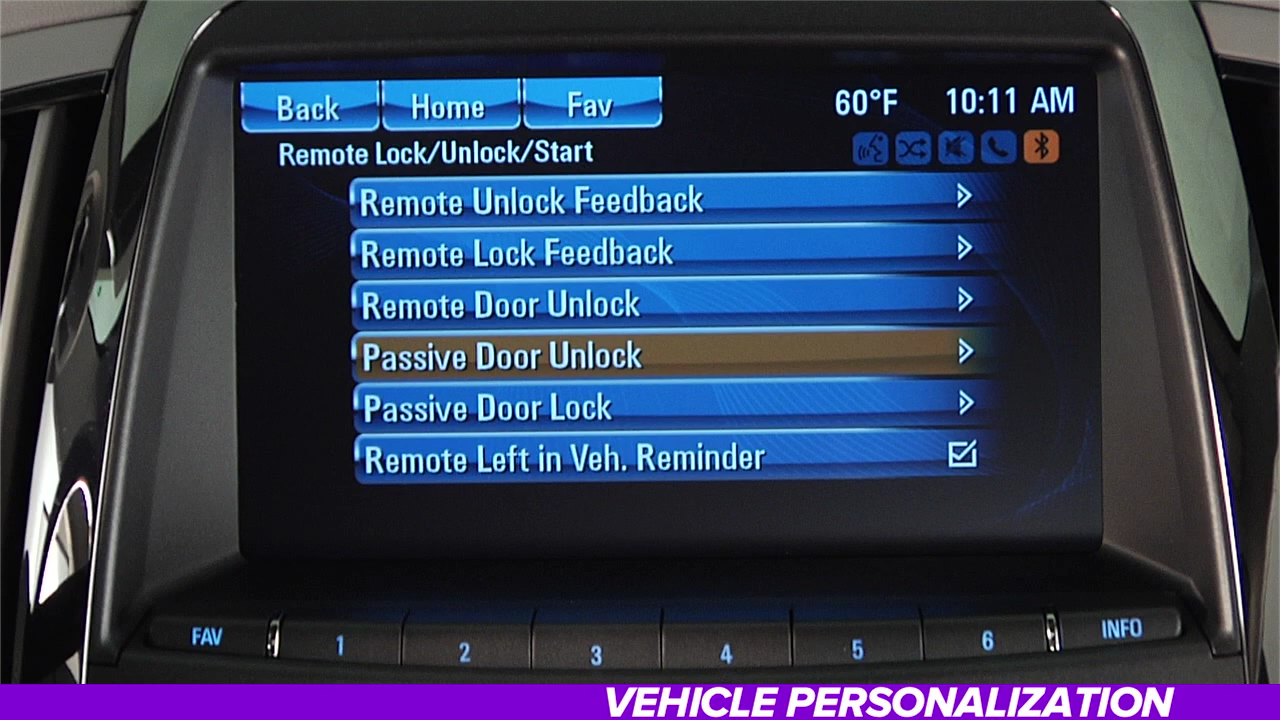 Back Home Fav 60°F 10:11 AM
Remote Lock/Unlock/Start
Remote Unlock Feedback
Remote Lock Feedback
Remote Door Unlock
Passive Door Unlock
Passive Door Lock
Remote Left in Veh. Reminder
FAV 1 2 3 4 5 6 INFO
VEHICLE PERSONALIZATION